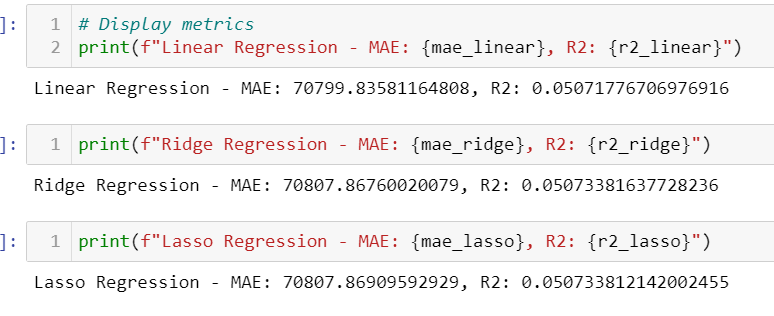 ]: 1 # Display metrics
2 print(f"Linear Regression - MAE: {mae_linear}, R2: {r2_linear}")
Linear Regression - MAE: 70799.83581164808, R2: 0.05071776706976916
]: 1 print(f"Ridge Regression - MAE: {mae_ridge}, R2: {r2_ridge}")
Ridge Regression - MAE: 70807.86760020079, R2: 0.05073381637728236
]: 1 print(f"Lasso Regression - MAE: {mae_lasso}, R2: {r2_lasso}")
Lasso Regression - MAE: 70807.86909592929, R2: 0.050733812142002455